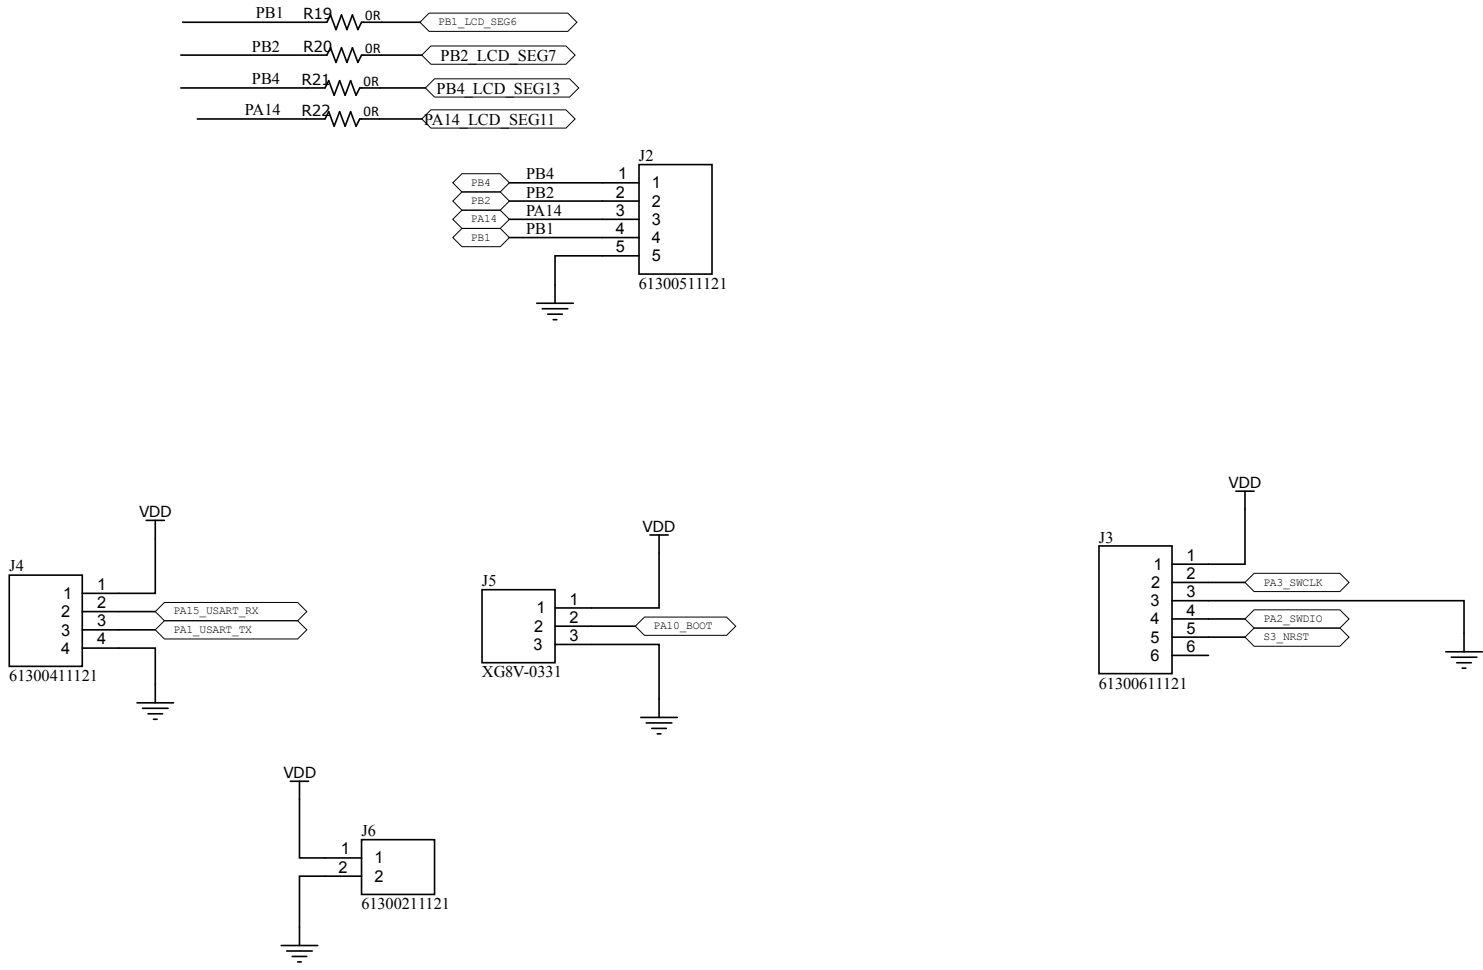 PB1 R19 0R PB1_LCD_SEG6
PB2 R20 0R PB2_LCD_SEG7
PB4 R21 0R PB4_LCD_SEG13
PA14 R22 0R PA14_LCD_SEG11
J2
PB4 PB4 1 1
PB2 PB2 2 2
PA14 PA14 3 3
PB1 PB1 4 4
5 5
61300511121
VDD
J4
1 1
2 2 PA15_USART_RX
3 3 PA1_USART_TX
4 4
61300411121
VDD
J5
1 1
2 2 PA10_BOOT
3 3
XG8V-0331
VDD
J3
1 1
2 2 PA3_SWCLK
3 3
4 4 PA2_SWDIO
5 5 S3_NRST
6 6
61300611121
VDD
J6
1 1
2 2
61300211121